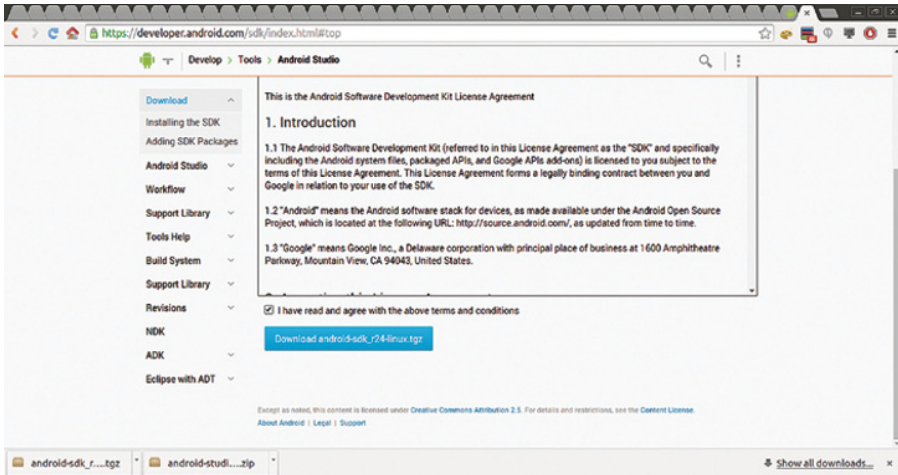 https://developer.android.com/sdk/index.html#top
Develop > Tools > Android Studio
Download
Installing the SDK
Adding SDK Packages
Android Studio
Workflow
Support Library
Tools Help
Build System
Support Library
Revisions
NDK
ADK
Eclipse with ADT
This is the Android Software Development Kit License Agreement
1. Introduction
1.1 The Android Software Development Kit (referred to in this License Agreement as the "SDK" and specifically
including the Android system files, packaged APIs, and Google APIs add-ons) is licensed to you subject to the
terms of this License Agreement. This License Agreement forms a legally binding contract between you and
Google in relation to your use of the SDK.
1.2 "Android" means the Android software stack for devices, as made available under the Android Open Source
Project, which is located at the following URL: http://source.android.com/, as updated from time to time.
1.3 "Google" means Google Inc., a Delaware corporation with principal place of business at 1600 Amphitheatre
Parkway, Mountain View, CA 94043, United States.
I have read and agree with the above terms and conditions
Download android-sdk_r24-linux.tgz
Except as noted, this content is licensed under Creative Commons Attribution 2.5. For details and restrictions, see the Content License.
About Android | Legal | Support
android-sdk_r....tgz
android-studi....zip
Show all downloads...